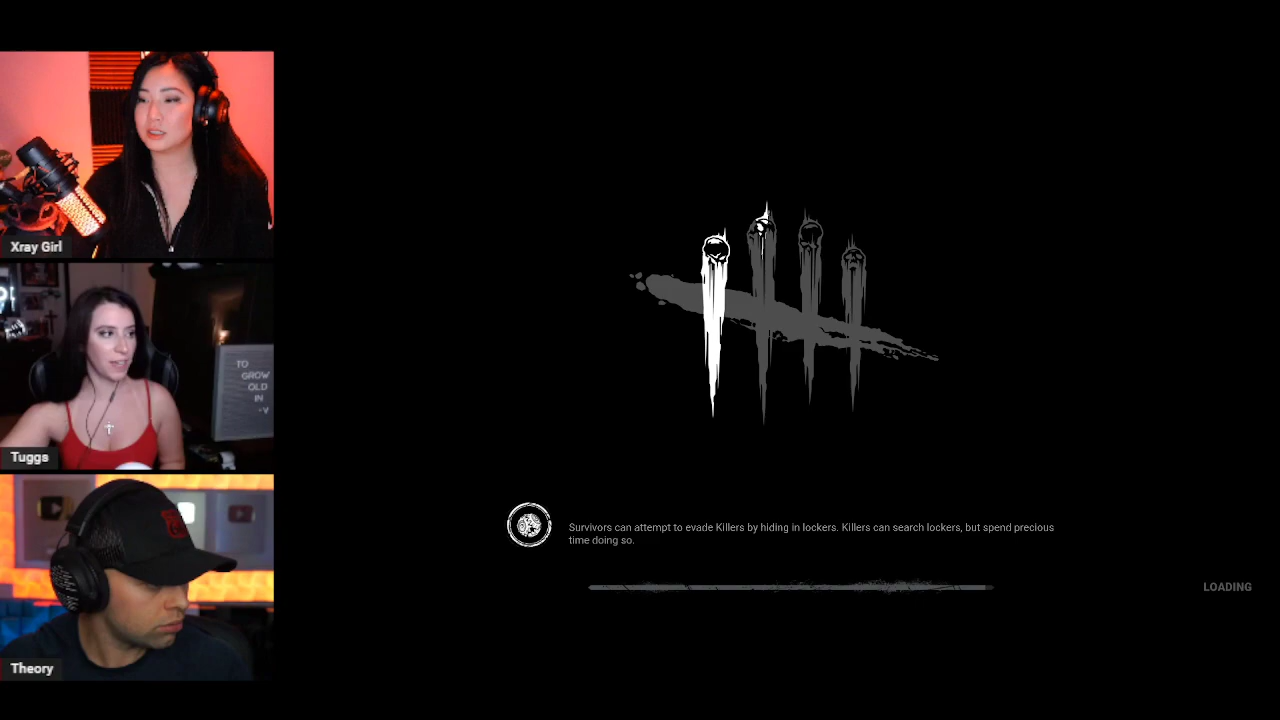 Xray Girl
TO
GROW
OLD
IN
-V
Tuggs
Theory
Survivors can attempt to evade Killers by hiding in lockers. Killers can search lockers, but spend precious
time doing so.
LOADING